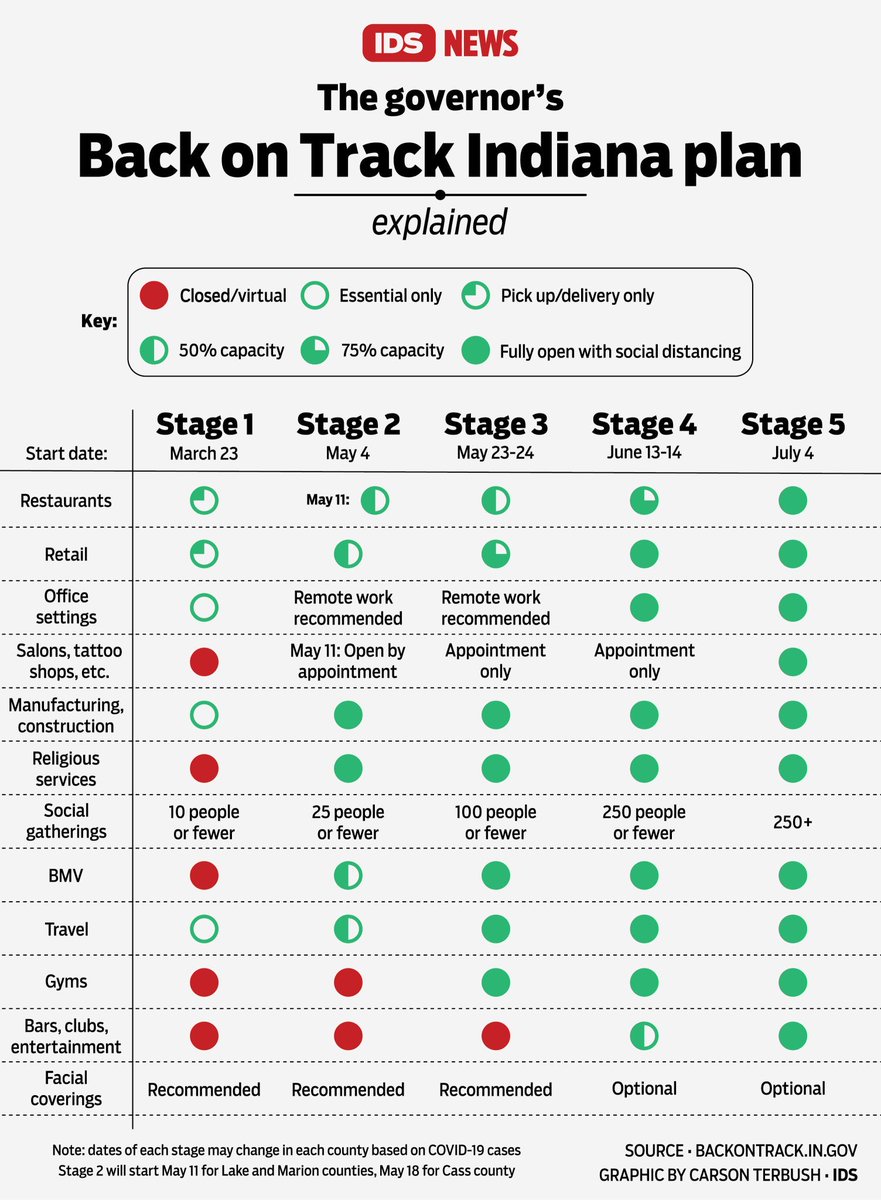 IDS NEWS
The governor's
Back on Track Indiana plan
explained
Key:
Closed/virtual
Essential only
Pick up/delivery only
50% capacity
75% capacity
Fully open with social distancing
Start date:
Stage 1
March 23
Stage 2
May 4
Stage 3
May 23-24
Stage 4
June 13-14
Stage 5
July 4
Restaurants
May 11:
Retail
Office
settings
Remote work
recommended
Remote work
recommended
Salons, tattoo
shops, etc.
May 11: Open by
appointment
Appointment
only
Appointment
only
Manufacturing,
construction
Religious
services
Social
gatherings
10 people
or fewer
25 people
or fewer
100 people
or fewer
250 people
or fewer
250+
BMV
Travel
Gyms
Bars, clubs,
entertainment
Facial
coverings
Recommended
Recommended
Recommended
Optional
Optional
Note: dates of each stage may change in each county based on COVID-19 cases
Stage 2 will start May 11 for Lake and Marion counties, May 18 for Cass county
SOURCE · BACKONTRACK.IN.GOV
GRAPHIC BY CARSON TERBUSH · IDS